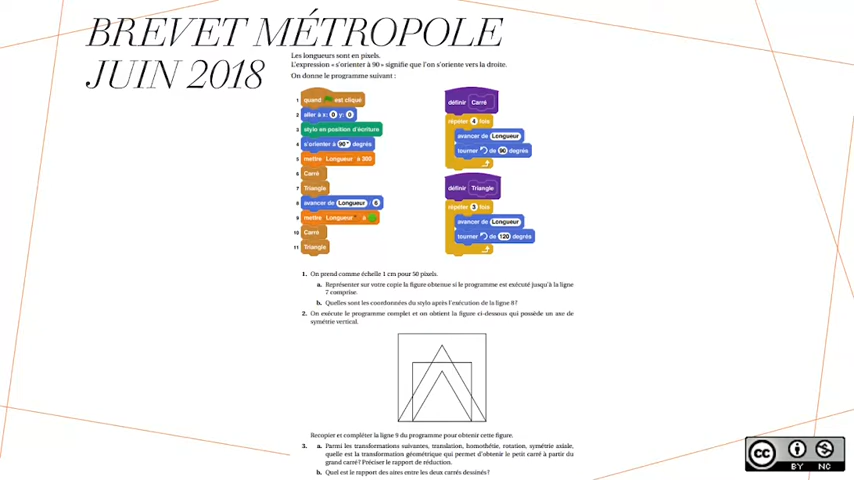 BREVET MÉTROPOLE
JUIN 2018
Les longueurs sont en pixels.
L'expression « s'orienter à 90 » signifie que l'on s'oriente vers la droite.
On donne le programme suivant :
1 quand est cliqué
2 aller à x: 0 y: 0
3 stylo en position d'écriture
4 s'orienter à 90 degrés
5 mettre Longueur à 300
6 Carré
7 Triangle
8 avancer de Longueur / 6
9 mettre Longueur à
10 Carré
11 Triangle
définir Carré
répéter 4 fois
avancer de Longueur
tourner de 90 degrés
définir Triangle
répéter 3 fois
avancer de Longueur
tourner de 120 degrés
1. On prend comme échelle 1 cm pour 50 pixels.
a. Représenter sur votre copie la figure obtenue si le programme est exécuté jusqu'à la ligne
7 comprise.
b. Quelles sont les coordonnées du stylo après l'exécution de la ligne 8 ?
2. On exécute le programme complet et on obtient la figure ci-dessous qui possède un axe de
symétrie vertical.
Recopier et compléter la ligne 9 du programme pour obtenir cette figure.
3. a. Parmi les transformations suivantes, translation, homothétie, rotation, symétrie axiale,
quelle est la transformation géométrique qui permet d'obtenir le petit carré à partir du
grand carré ? Préciser le rapport de réduction.
b. Quel est le rapport des aires entre les deux carrés dessinés ?
cc
BY NC